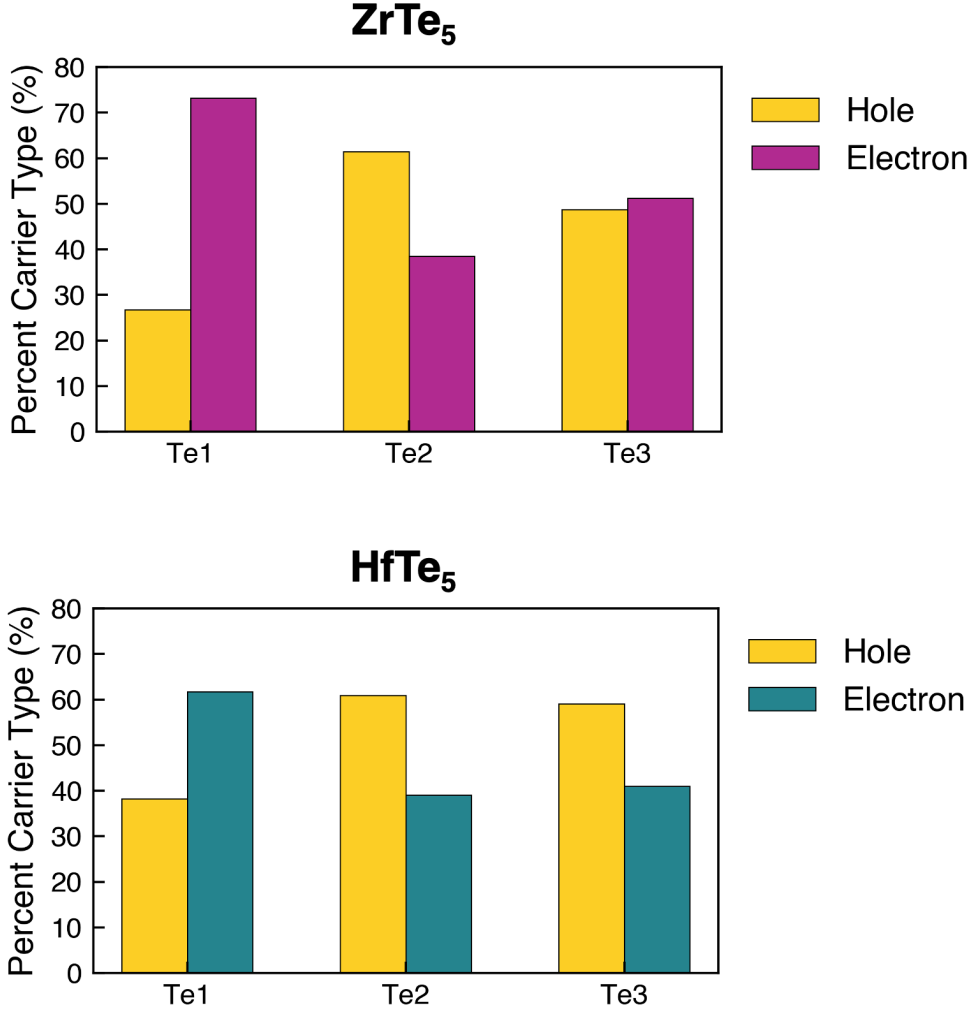 ZrTe₅
Percent Carrier Type (%)
80
70
60
50
40
30
20
10
0
Te1 Te2 Te3
Hole
Electron
HfTe₅
Percent Carrier Type (%)
80
70
60
50
40
30
20
10
0
Te1 Te2 Te3
Hole
Electron